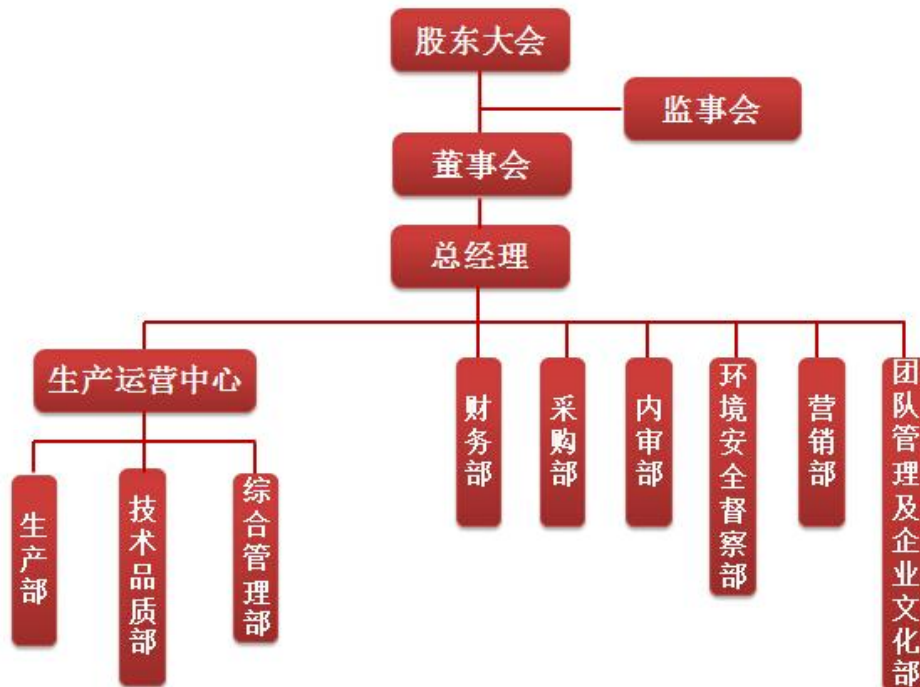 股东大会
监事会
董事会
总经理
生产运营中心
财务部
采购部
内审部
环境安全督察部
营销部
团队管理及企业文化部
生产部
技术品质部
综合管理部